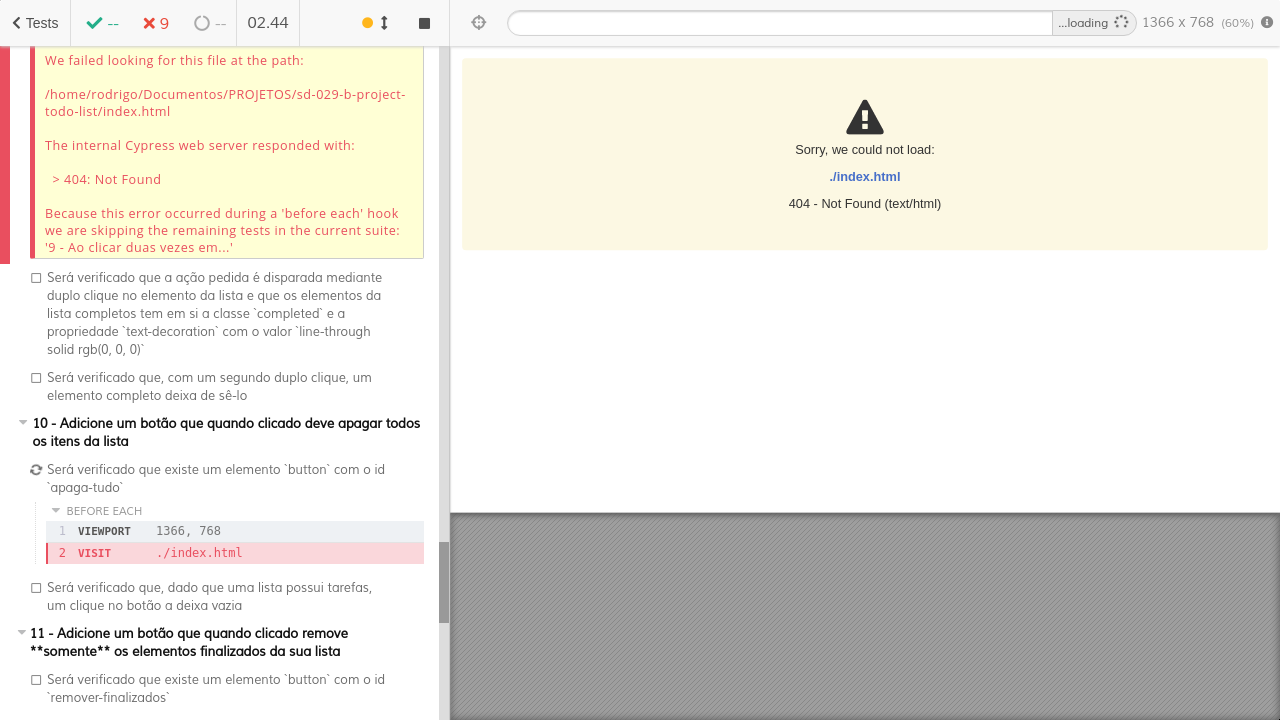 Tests
--
9
--
02.44
...loading
1366 x 768 (60%)
We failed looking for this file at the path:
/home/rodrigo/Documentos/PROJETOS/sd-029-b-project-
todo-list/index.html
The internal Cypress web server responded with:
> 404: Not Found
Because this error occurred during a 'before each' hook
we are skipping the remaining tests in the current suite:
'9 - Ao clicar duas vezes em...'
Será verificado que a ação pedida é disparada mediante
duplo clique no elemento da lista e que os elementos da
lista completos tem em si a classe `completed` e a
propriedade `text-decoration` com o valor `line-through
solid rgb(0, 0, 0)`
Será verificado que, com um segundo duplo clique, um
elemento completo deixa de sê-lo
10 - Adicione um botão que quando clicado deve apagar todos
os itens da lista
Será verificado que existe um elemento `button` com o id
`apaga-tudo`
BEFORE EACH
1 VIEWPORT 1366, 768
2 VISIT ./index.html
Será verificado que, dado que uma lista possui tarefas,
um clique no botão a deixa vazia
11 - Adicione um botão que quando clicado remove
**somente** os elementos finalizados da sua lista
Será verificado que existe um elemento `button` com o id
`remover-finalizados`
Sorry, we could not load:
./index.html
404 - Not Found (text/html)